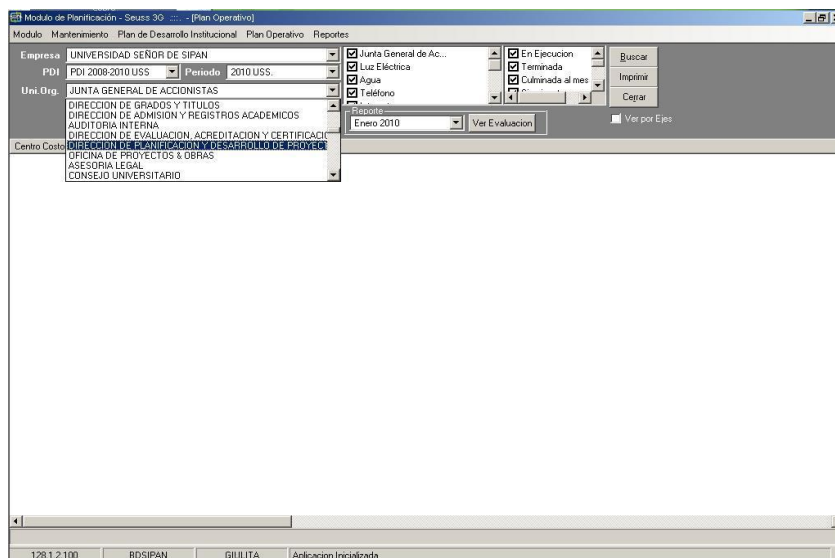 Modulo de Planificación - Seuss 3G .:::. - [Plan Operativo]
Modulo Mantenimiento Plan de Desarrollo Institucional Plan Operativo Reportes
Empresa UNIVERSIDAD SEÑOR DE SIPAN
PDI PDI 2008-2010 USS Periodo 2010 USS.
Uni.Org. JUNTA GENERAL DE ACCIONISTAS
DIRECCION DE GRADOS Y TITULOS
DIRECCION DE ADMISION Y REGISTROS ACADEMICOS
AUDITORIA INTERNA
DIRECCION DE EVALUACION, ACREDITACION Y CERTIFICACIO
DIRECCION DE PLANIFICACION Y DESARROLLO DE PROYECT
OFICINA DE PROYECTOS & OBRAS
ASESORIA LEGAL
CONSEJO UNIVERSITARIO
Centro Costo
Junta General de Ac...
Luz Eléctrica
Agua
Teléfono
En Ejecucion
Terminada
Culminada al mes
Buscar
Imprimir
Cerrar
Reporte
Enero 2010 Ver Evaluacion
Ver por Ejes
128.1.2.100 BDSIPAN GIULITA Aplicacion Inicializada